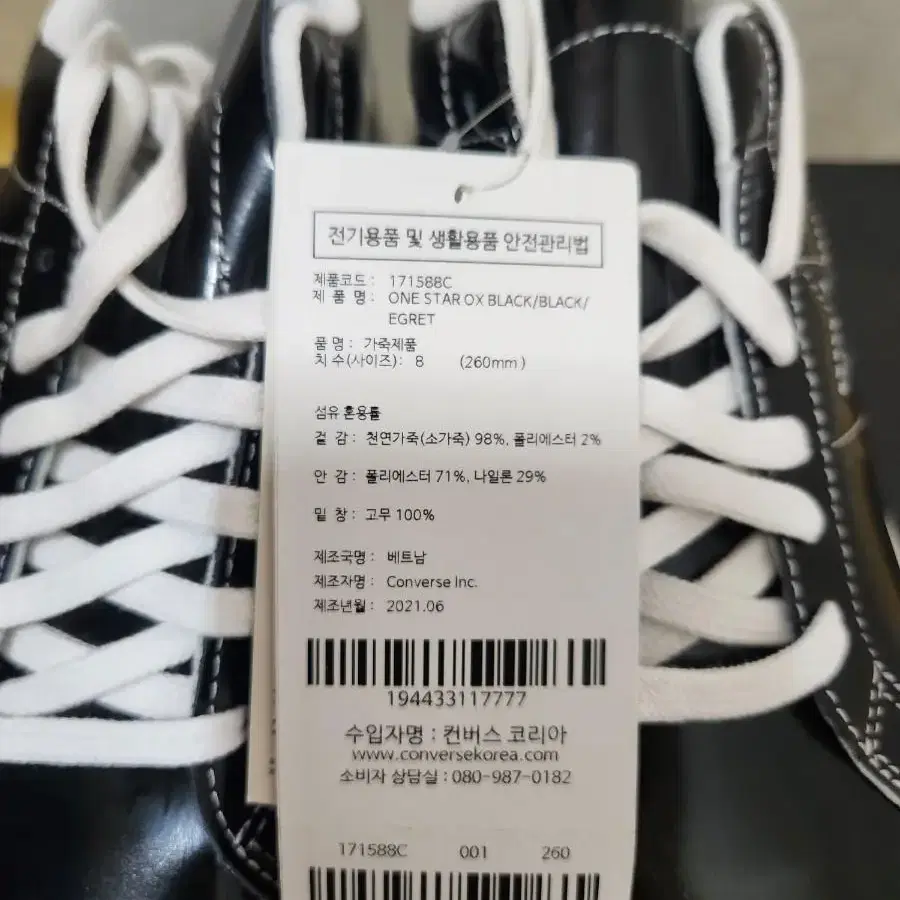 전기용품 및 생활용품 안전관리법
제품코드 : 171588C
제 품 명 : ONE STAR OX BLACK/BLACK/
EGRET
품 명 : 가죽제품
치 수(사이즈) : 8 (260mm)
섬유 혼용률
겉 감 : 천연가죽(소가죽) 98%, 폴리에스터 2%
안 감 : 폴리에스터 71%, 나일론 29%
밑 창 : 고무 100%
제조국명 : 베트남
제조자명 : Converse Inc.
제조년월 : 2021.06
194433117777
수입자명 : 컨버스 코리아
www.conversekorea.com
소비자 상담실 : 080-987-0182
171588C 001 260